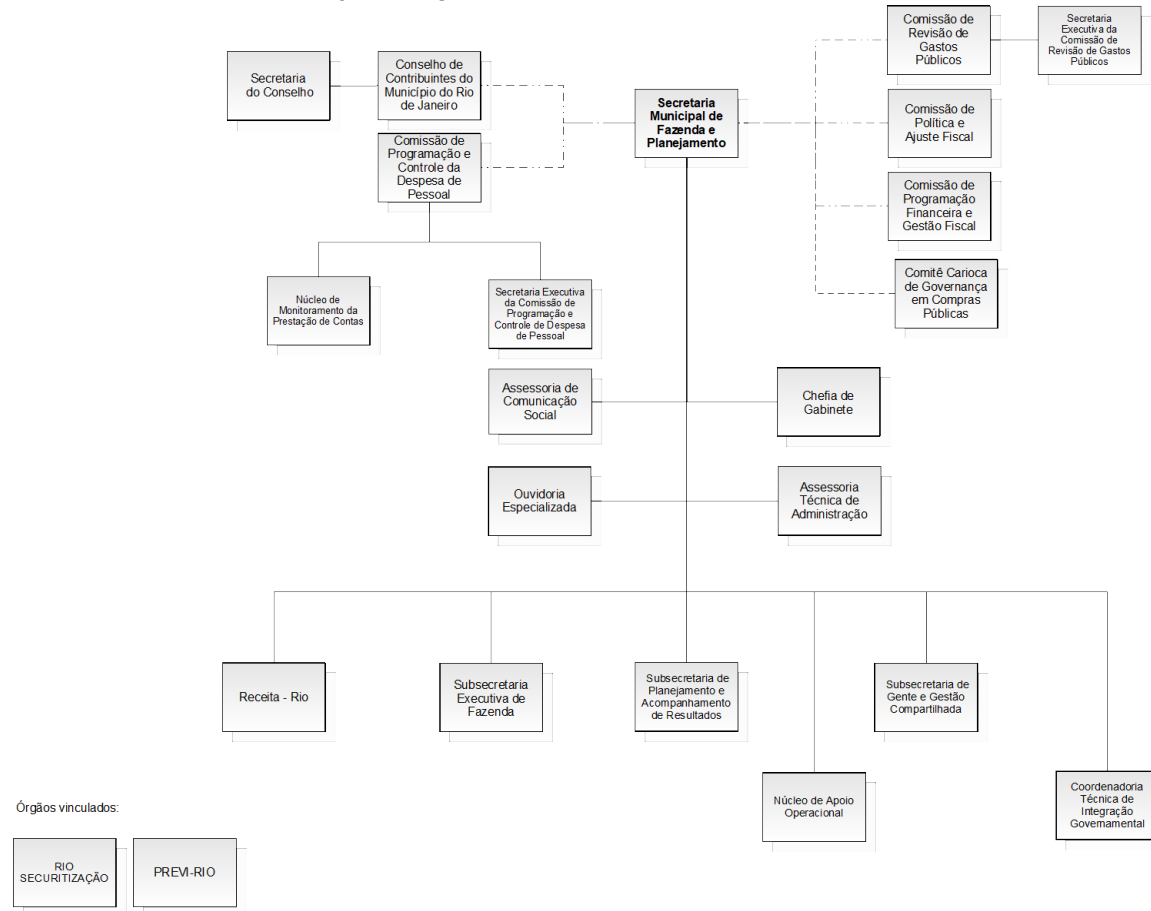 Comissão de
Revisão de
Gastos
Públicos
Secretaria
Executiva da
Comissão de
Revisão de Gastos
Públicos
Secretaria
do Conselho
Conselho de
Contribuintes do
Município do Rio
de Janeiro
Secretaria
Municipal de
Fazenda e
Planejamento
Comissão de
Política e
Ajuste Fiscal
Comissão de
Programação e
Controle da
Despesa de
Pessoal
Comissão de
Programação
Financeira e
Gestão Fiscal
Núcleo de
Monitoramento da
Prestação de Contas
Secretaria Executiva
da Comissão de
Programação e
Controle de Despesa
de Pessoal
Comitê Carioca
de Governança
em Compras
Públicas
Assessoria de
Comunicação
Social
Chefia de
Gabinete
Ouvidoria
Especializada
Assessoria
Técnica de
Administração
Receita - Rio
Subsecretaria
Executiva de
Fazenda
Subsecretaria de
Planejamento e
Acompanhamento
de Resultados
Subsecretaria de
Gente e Gestão
Compartilhada
Núcleo de Apoio
Operacional
Coordenadoria
Técnica de
Integração
Governamental
Órgãos vinculados:
RIO
SECURITIZAÇÃO
PREVI-RIO